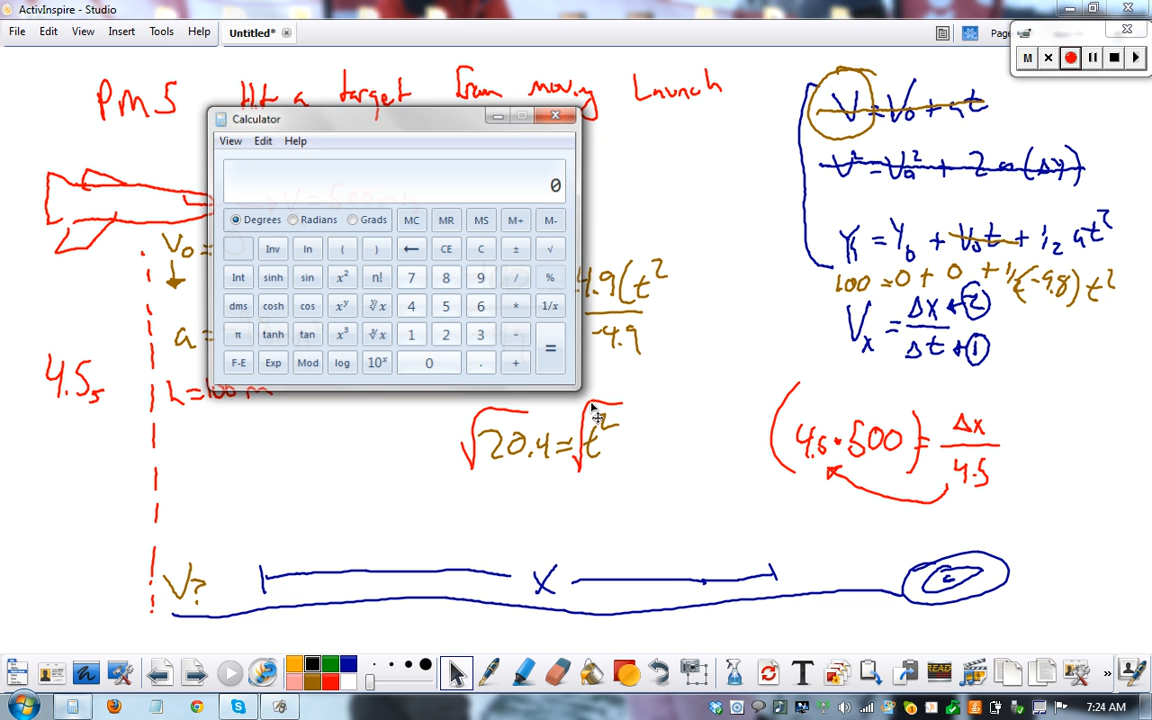 ActivInspire - Studio
File Edit View Insert Tools Help Untitled*
M
PM5 Hit a target from moving Launch
Calculator
View Edit Help
0
Degrees Radians Grads MC MR MS M+ M-
Inv ln ( ) ← CE C ± √
Int sinh sin x² n! 7 8 9 / %
dms cosh cos xʸ ʸ√x 4 5 6 * 1/x
π tanh tan x³ ³√x 1 2 3 - =
F-E Exp Mod log 10ˣ 0 . +
V₀ =
a =
4.5s
h=100 m
4.9(t²
-4.9
√20.4 = √t²
V = V₀ + at
V² = V₀² + 2a(Δy)
Y₁ = Y₀ + V₀t + 1/2 at²
100 = 0 + 0 + 1/2(-9.8)t²
Vₓ = Δx ← 2
Δt ← 1
(4.5 • 500) = Δx
4.5
V?
X
7:24 AM